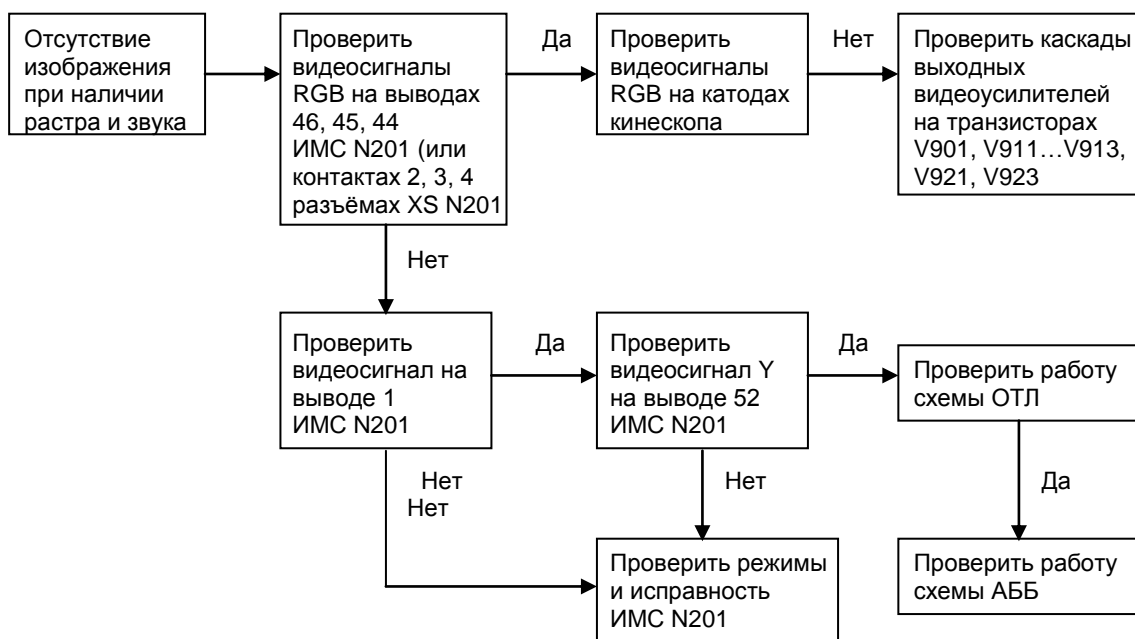 Отсутствие
изображения
при наличии
растра и звука
Проверить
видеосигналы
RGB на выводах
46, 45, 44
ИМС N201 (или
контактах 2, 3, 4
разъёмах XS N201
Да
Проверить
видеосигналы
RGB на катодах
кинескопа
Нет
Проверить каскады
выходных
видеоусилителей
на транзисторах
V901, V911…V913,
V921, V923
Нет
Проверить
видеосигнал на
выводе 1
ИМС N201
Да
Проверить
видеосигнал Y
на выводе 52
ИМС N201
Да
Проверить работу
схемы ОТЛ
Нет
Нет
Нет
Да
Проверить режимы
и исправность
ИМС N201
Проверить работу
схемы АББ